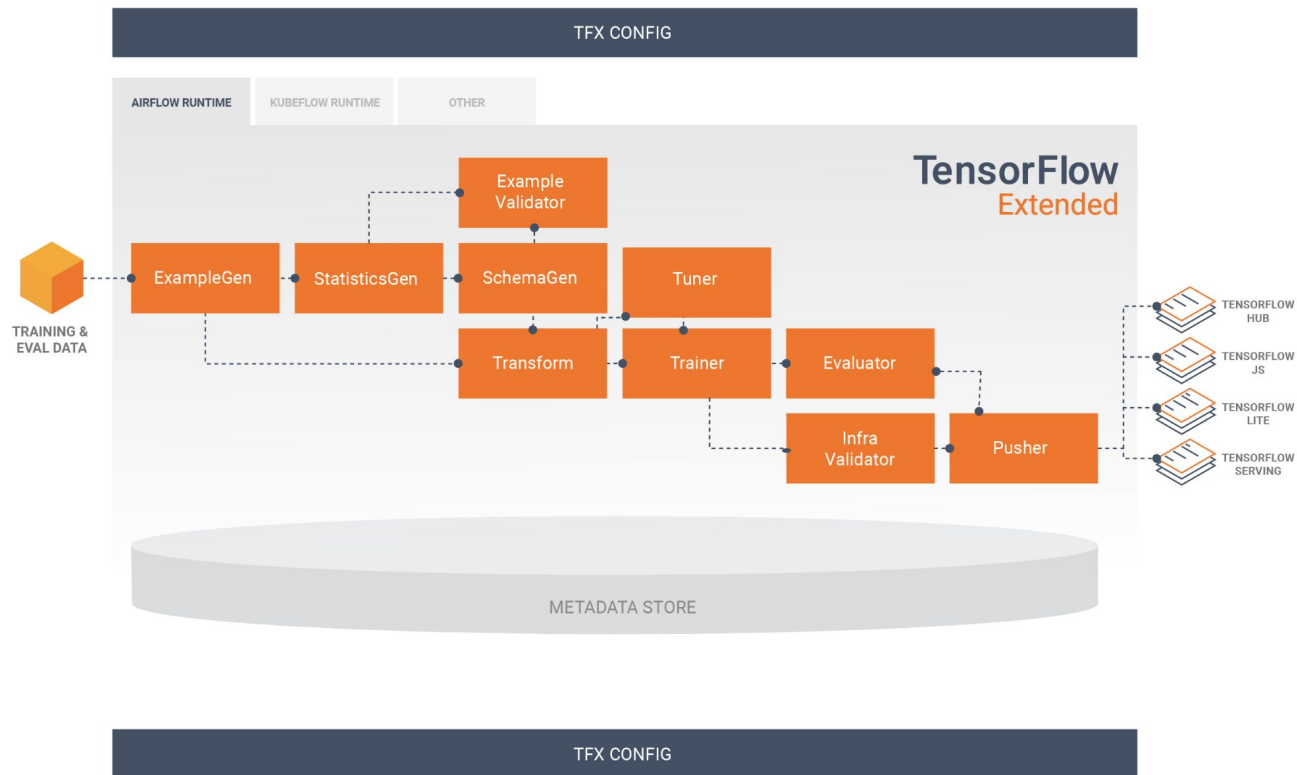 TFX CONFIG
AIRFLOW RUNTIME
KUBEFLOW RUNTIME
OTHER
TensorFlow
Extended
Example
Validator
ExampleGen
StatisticsGen
SchemaGen
Tuner
TRAINING &
EVAL DATA
Transform
Trainer
Evaluator
Infra
Validator
Pusher
TENSORFLOW
HUB
TENSORFLOW
JS
TENSORFLOW
LITE
TENSORFLOW
SERVING
METADATA STORE
TFX CONFIG